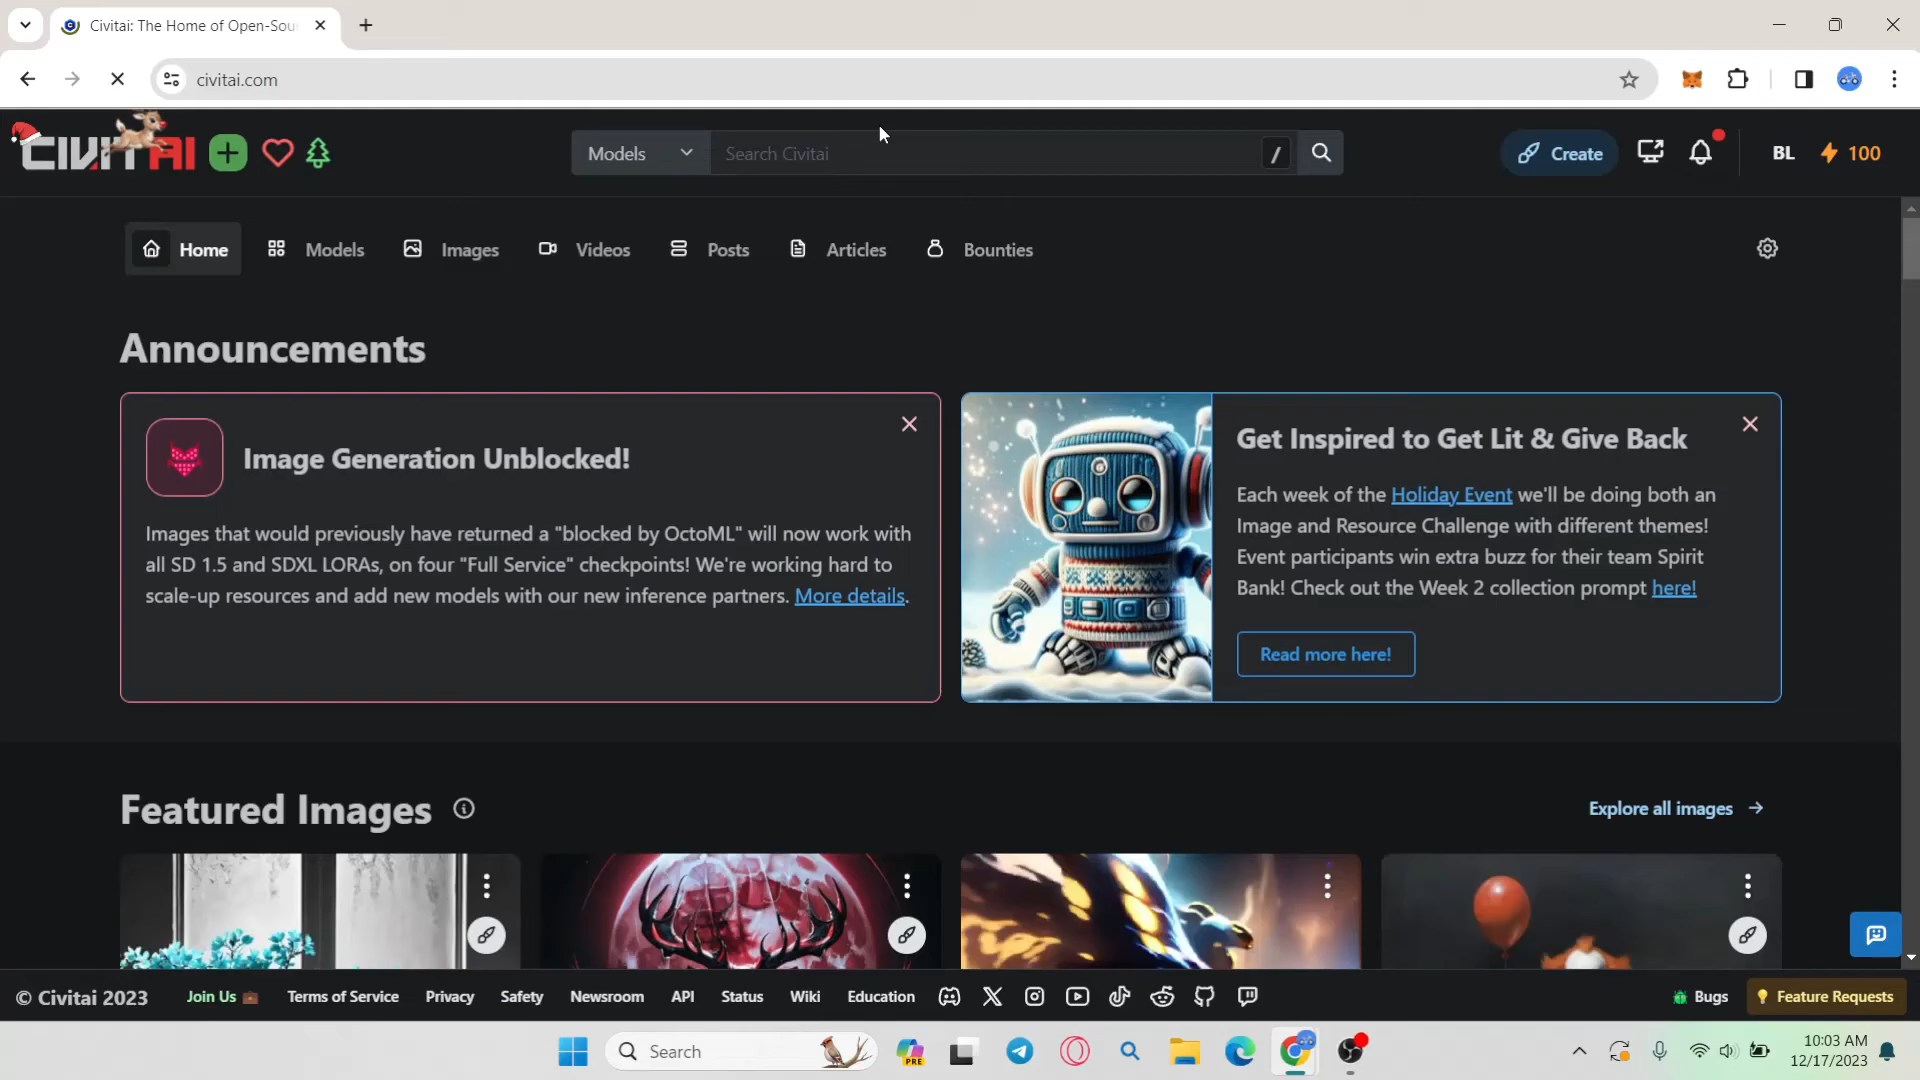 Civitai: The Home of Open-Sou
civitai.com
CIVITAI
Models
Search Civitai
/
Create
BL
100
Home
Models
Images
Videos
Posts
Articles
Bounties
Announcements
Image Generation Unblocked!
Images that would previously have returned a "blocked by OctoML" will now work with
all SD 1.5 and SDXL LORAs, on four "Full Service" checkpoints! We're working hard to
scale-up resources and add new models with our new inference partners. More details.
Get Inspired to Get Lit & Give Back
Each week of the Holiday Event we'll be doing both an
Image and Resource Challenge with different themes!
Event participants win extra buzz for their team Spirit
Bank! Check out the Week 2 collection prompt here!
Read more here!
Featured Images
Explore all images
© Civitai 2023
Join Us
Terms of Service
Privacy
Safety
Newsroom
API
Status
Wiki
Education
Bugs
Feature Requests
Search
PRE
10:03 AM
12/17/2023